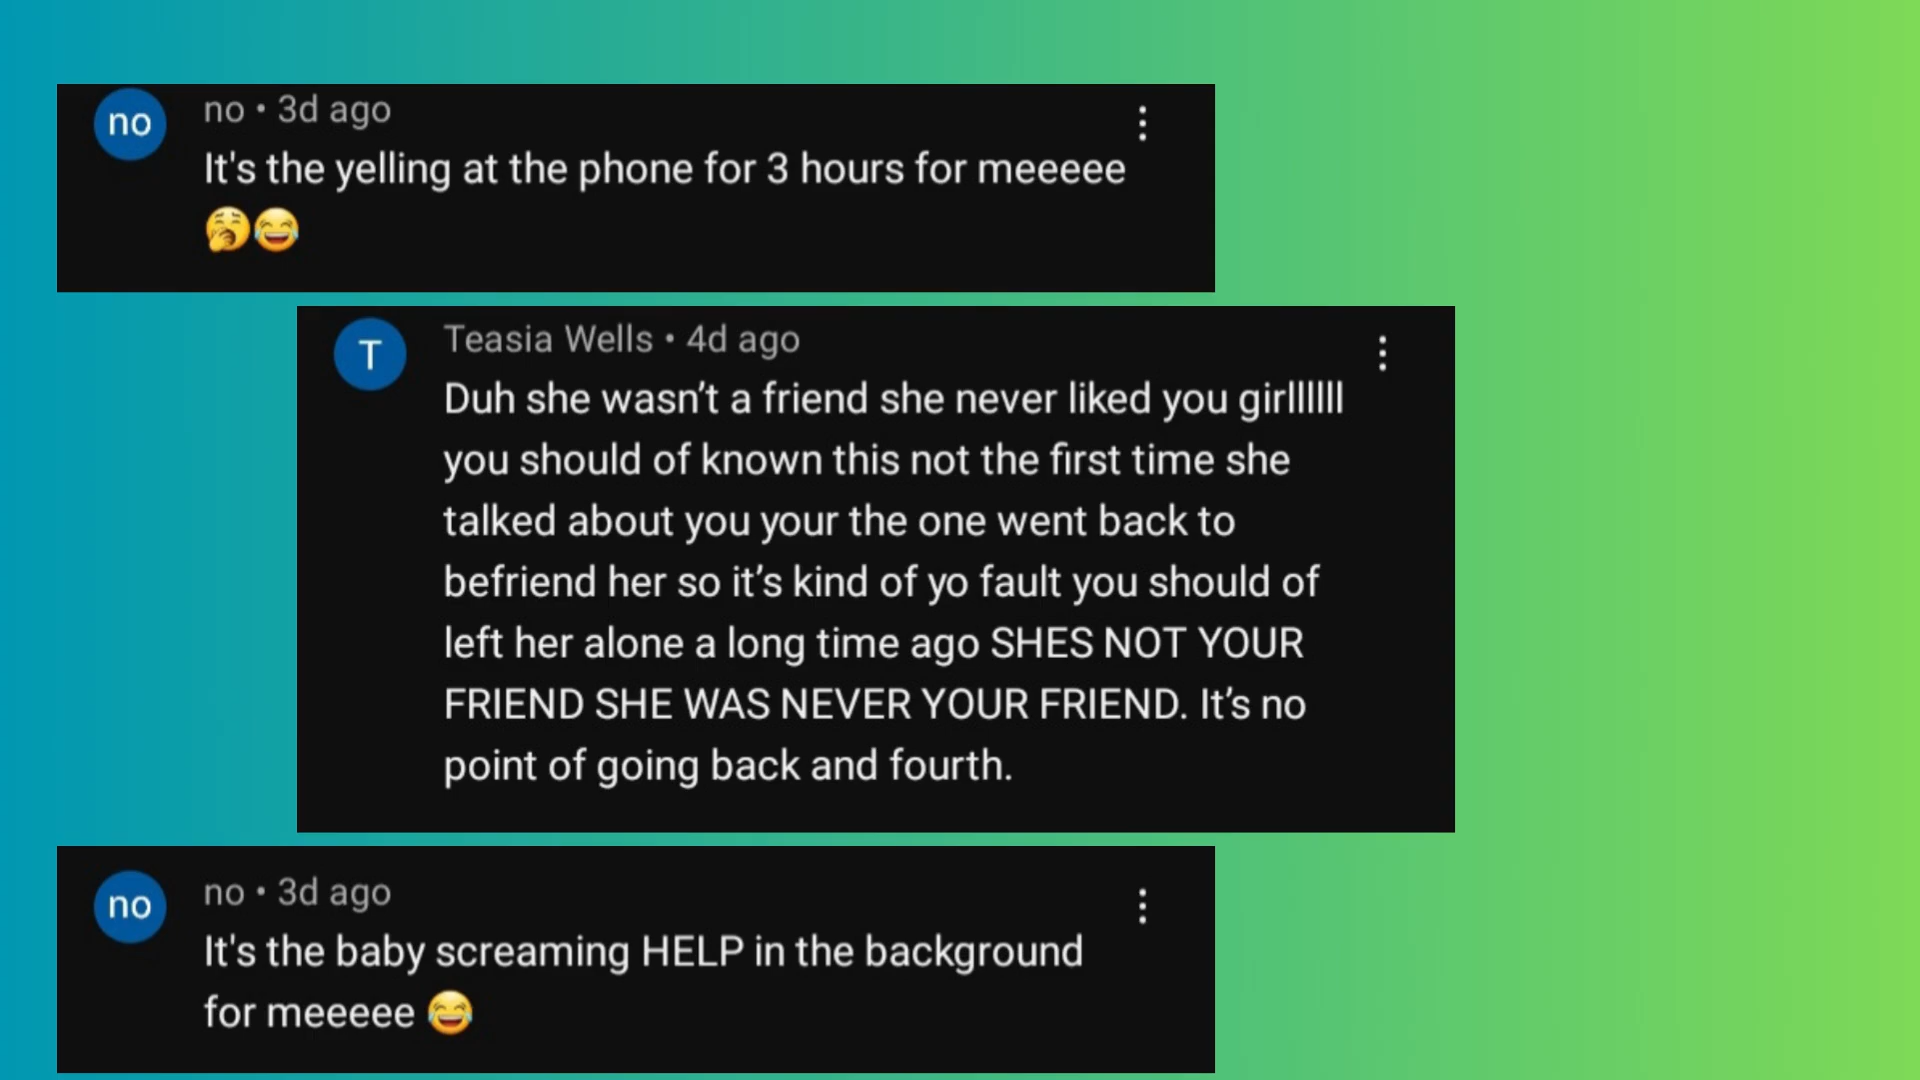 no
no • 3d ago
It's the yelling at the phone for 3 hours for meeeee
🥱😂
T
Teasia Wells • 4d ago
Duh she wasn’t a friend she never liked you girllllll
you should of known this not the first time she
talked about you your the one went back to
befriend her so it’s kind of yo fault you should of
left her alone a long time ago SHES NOT YOUR
FRIEND SHE WAS NEVER YOUR FRIEND. It’s no
point of going back and fourth.
no
no • 3d ago
It's the baby screaming HELP in the background
for meeeee 😂